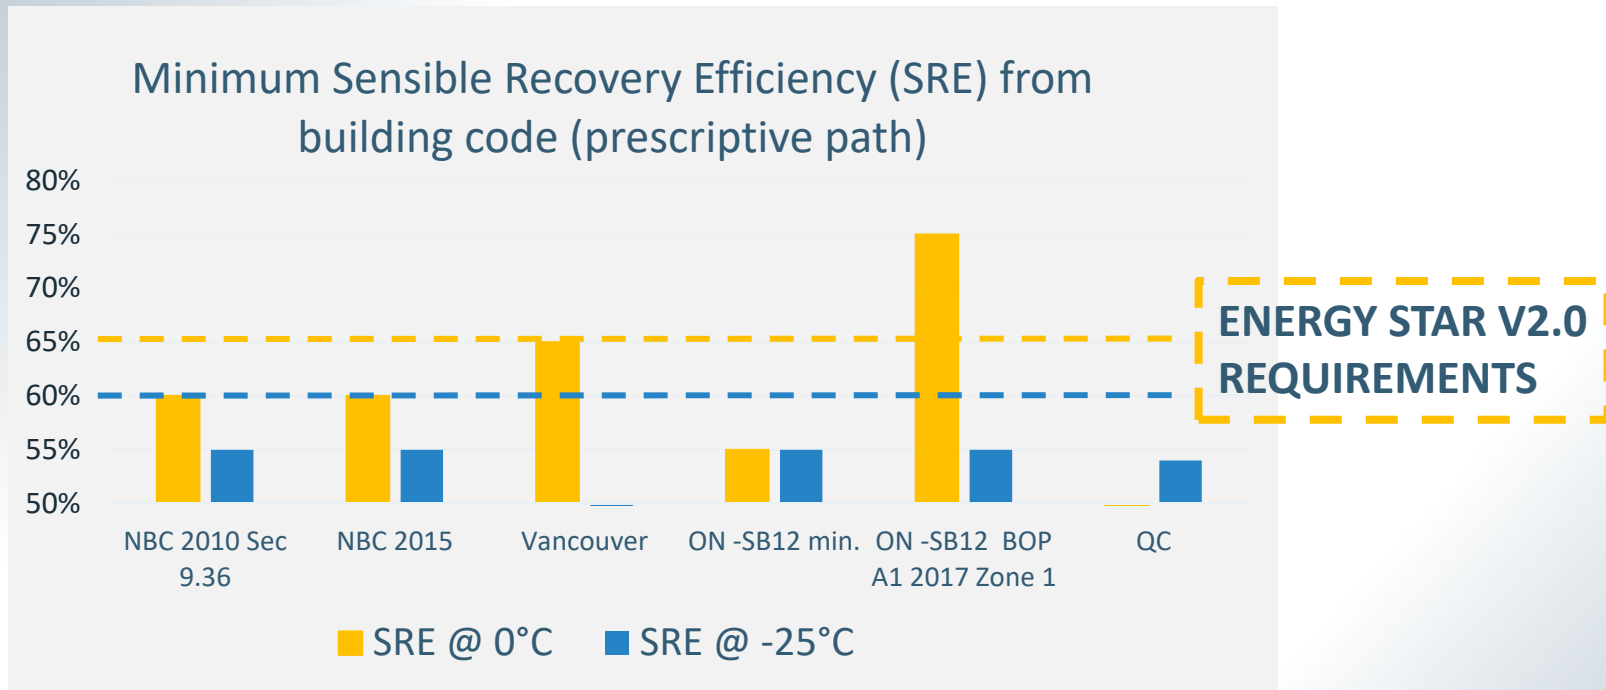 Minimum Sensible Recovery Efficiency (SRE) from
building code (prescriptive path)
80%
75%
70%
65%
60%
55%
50%
ENERGY STAR V2.0
REQUIREMENTS
NBC 2010 Sec
9.36
NBC 2015
Vancouver
ON -SB12 min.
ON -SB12 BOP
A1 2017 Zone 1
QC
SRE @ 0°C
SRE @ -25°C